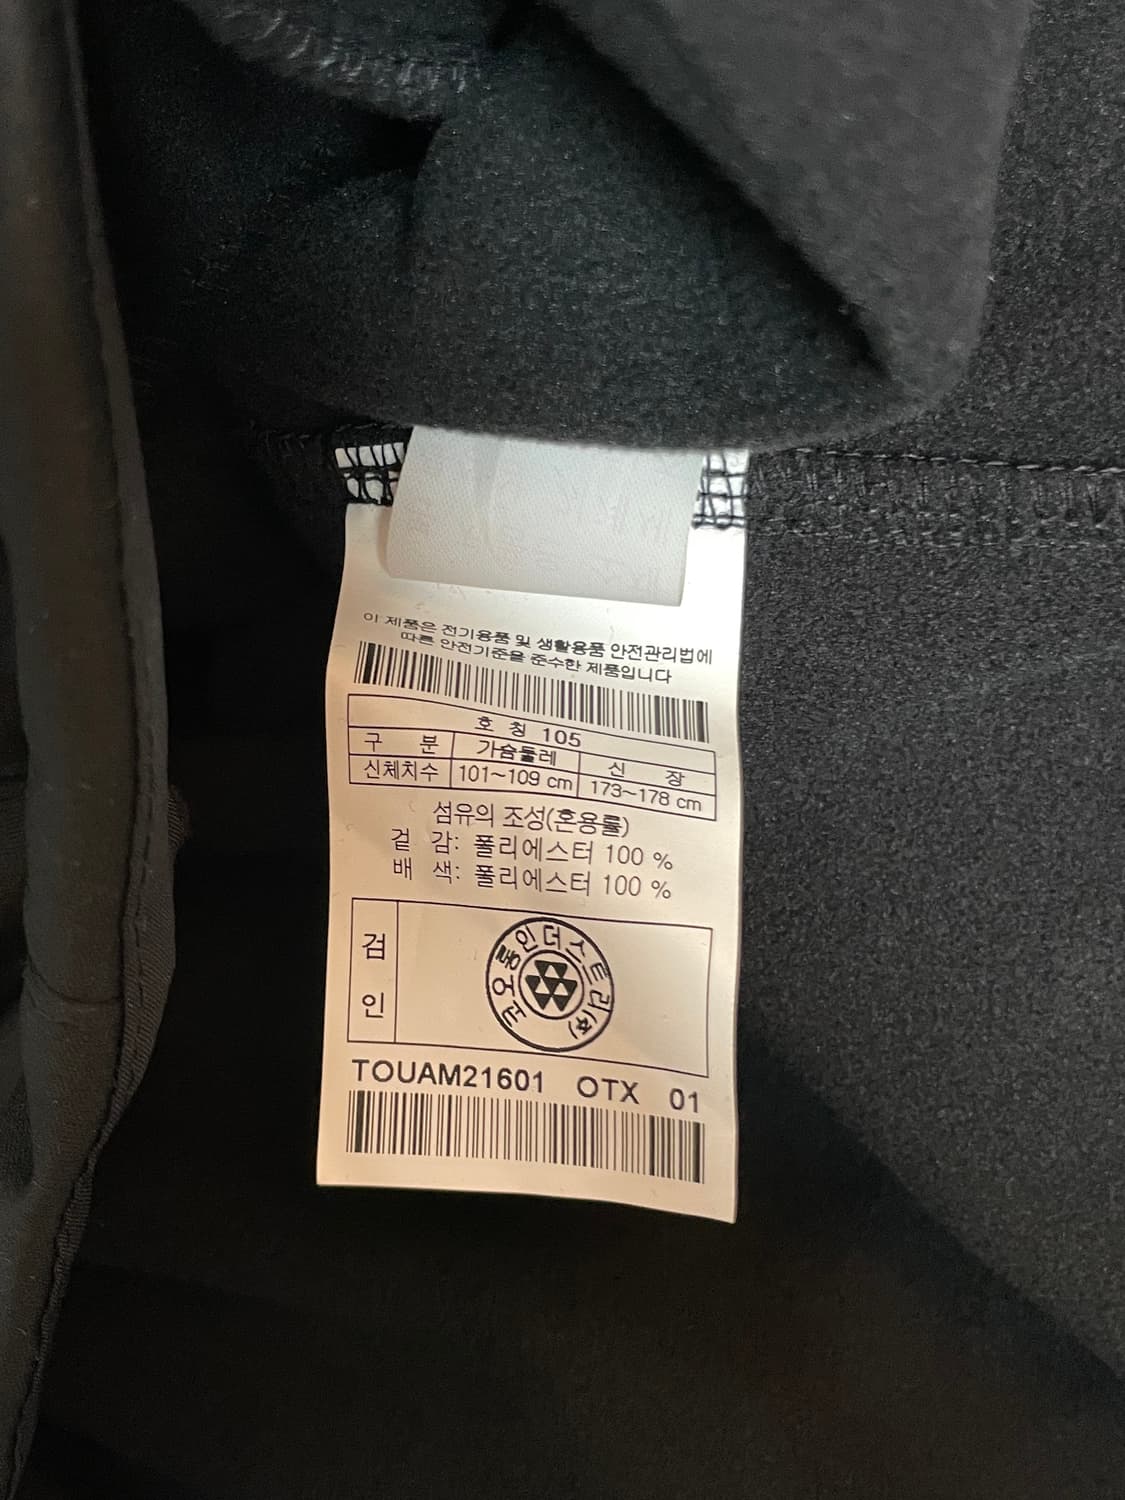 이 제품은 전기용품 및 생활용품 안전관리법에
따른 안전기준을 준수한 제품입니다
호 칭 105
구 분 가슴둘레 신 장
신체치수 101~109 cm 173~178 cm
섬유의 조성(혼용률)
겉 감: 폴리에스터 100 %
배 색: 폴리에스터 100 %
검
인
코오롱인더스트리(주)
TOUAM21601 OTX 01